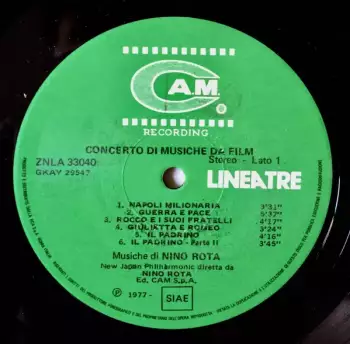 C.A.M.
®
RECORDING
CONCERTO DI MUSICHE DA FILM
ZNLA 33040
Stereo - Lato 1
GKAY 29547
LINEATRE
1. NAPOLI MILIONARIA 3'31"
2. GUERRA E PACE 5'32"
3. ROCCO E I SUOI FRATELLI 4'17"
4. GIULIATTA E ROMEO 3'24"
5. IL PADRINO 4'16"
6. IL PADRINO - Parte II 3'45"
Musiche di NINO ROTA
New Japan Philharmonic diretta da
NINO ROTA
Ed. CAM S.p.A.
℗ 1977 -
SIAE